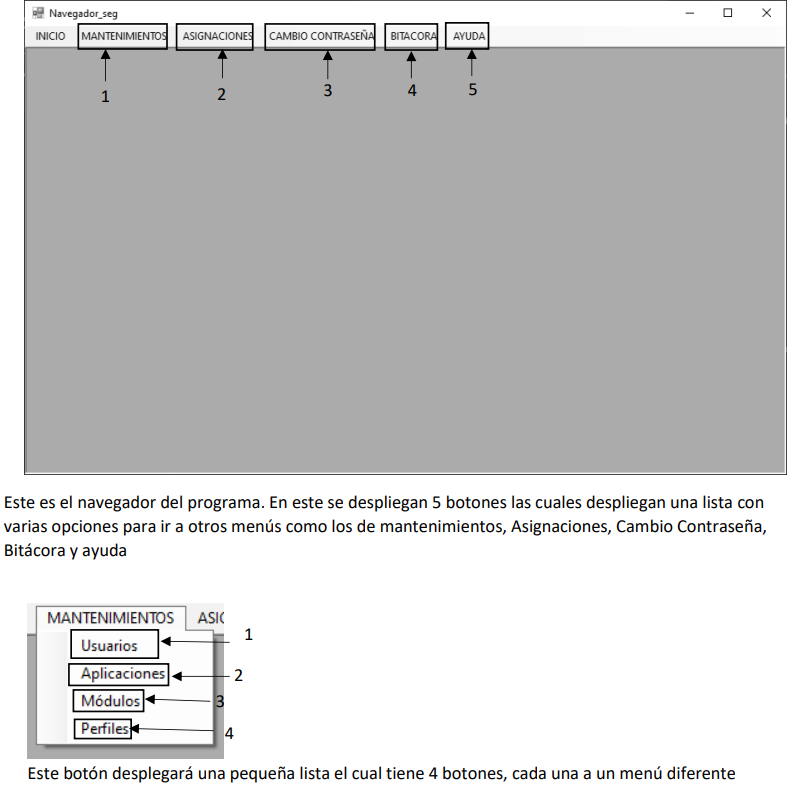 Navegador_seg
INICIO MANTENIMIENTOS ASIGNACIONES CAMBIO CONTRASEÑA BITACORA AYUDA
1 2 3 4 5
Este es el navegador del programa. En este se despliegan 5 botones las cuales despliegan una lista con
varias opciones para ir a otros menús como los de mantenimientos, Asignaciones, Cambio Contraseña,
Bitácora y ayuda
MANTENIMIENTOS ASIG
Usuarios 1
Aplicaciones 2
Módulos 3
Perfiles 4
Este botón desplegará una pequeña lista el cual tiene 4 botones, cada una a un menú diferente